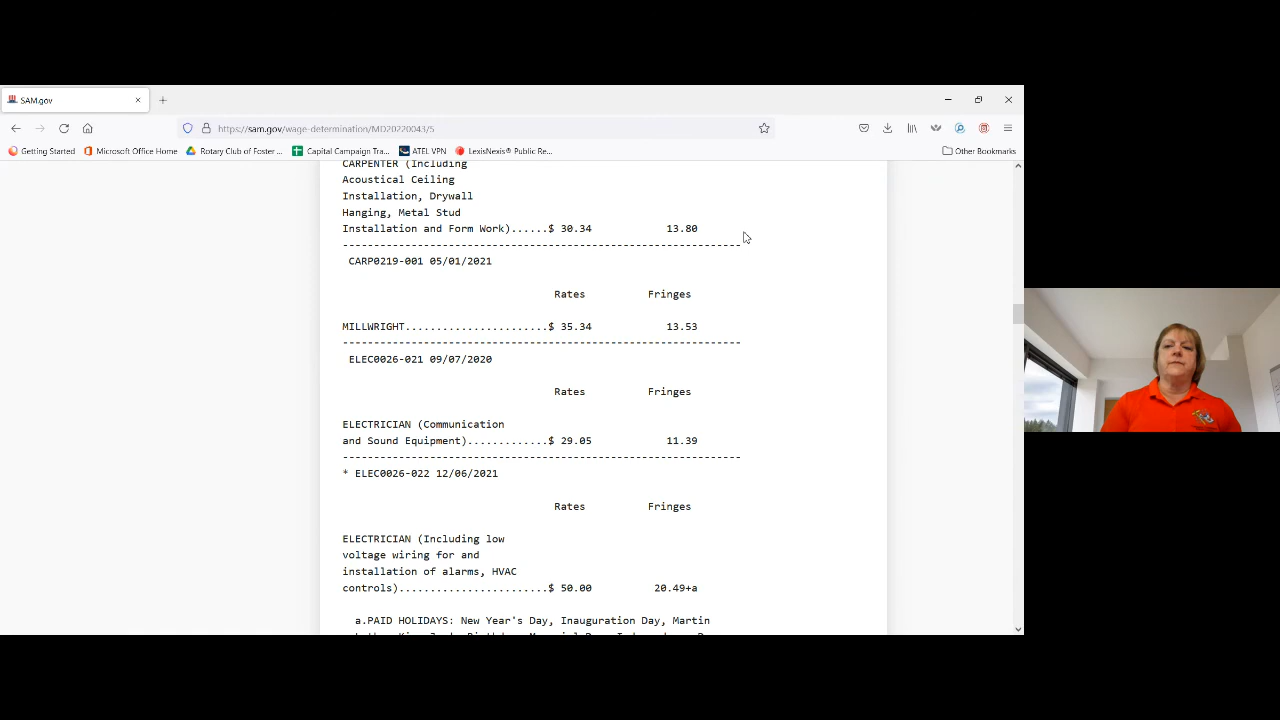 SAM.gov
https://sam.gov/wage-determination/MD20220043/5
Getting Started Microsoft Office Home Rotary Club of Foster ... Capital Campaign Tra... ATEL VPN LexisNexis® Public Re... Other Bookmarks
CARPENTER (Including
Acoustical Ceiling
Installation, Drywall
Hanging, Metal Stud
Installation and Form Work)......$ 30.34 13.80
----------------------------------------------------------------
CARP0219-001 05/01/2021
Rates Fringes
MILLWRIGHT.......................$ 35.34 13.53
----------------------------------------------------------------
ELEC0026-021 09/07/2020
Rates Fringes
ELECTRICIAN (Communication
and Sound Equipment).............$ 29.05 11.39
----------------------------------------------------------------
* ELEC0026-022 12/06/2021
Rates Fringes
ELECTRICIAN (Including low
voltage wiring for and
installation of alarms, HVAC
controls)........................$ 50.00 20.49+a
a.PAID HOLIDAYS: New Year's Day, Inauguration Day, Martin